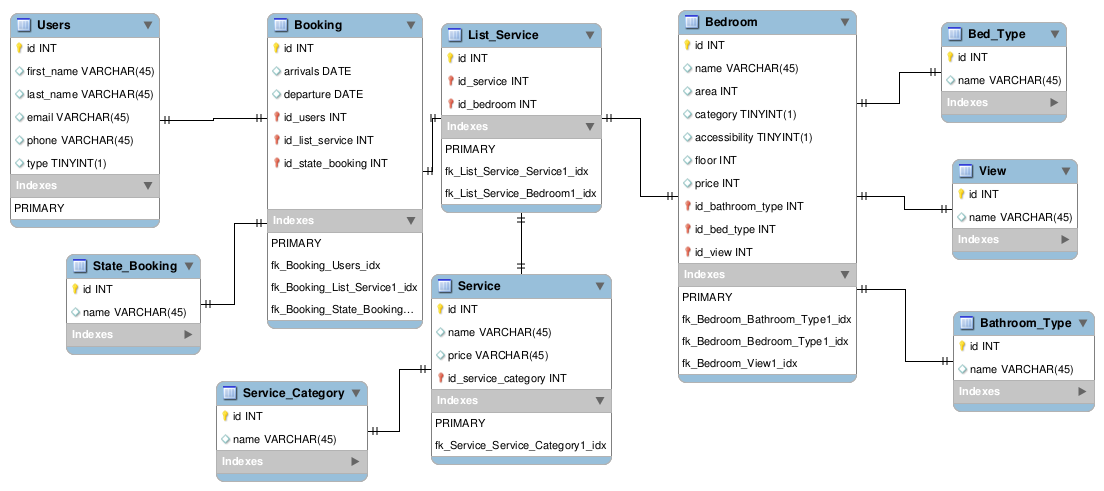 Users
id INT
first_name VARCHAR(45)
last_name VARCHAR(45)
email VARCHAR(45)
phone VARCHAR(45)
type TINYINT(1)
Indexes
PRIMARY
Booking
id INT
arrivals DATE
departure DATE
id_users INT
id_list_service INT
id_state_booking INT
Indexes
PRIMARY
fk_Booking_Users_idx
fk_Booking_List_Service1_idx
fk_Booking_State_Booking...
List_Service
id INT
id_service INT
id_bedroom INT
Indexes
PRIMARY
fk_List_Service_Service1_idx
fk_List_Service_Bedroom1_idx
Bedroom
id INT
name VARCHAR(45)
area INT
category TINYINT(1)
accessibility TINYINT(1)
floor INT
price INT
id_bathroom_type INT
id_bed_type INT
id_view INT
Indexes
PRIMARY
fk_Bedroom_Bathroom_Type1_idx
fk_Bedroom_Bedroom_Type1_idx
fk_Bedroom_View1_idx
Bed_Type
id INT
name VARCHAR(45)
Indexes
View
id INT
name VARCHAR(45)
Indexes
Bathroom_Type
id INT
name VARCHAR(45)
Indexes
State_Booking
id INT
name VARCHAR(45)
Indexes
Service
id INT
name VARCHAR(45)
price VARCHAR(45)
id_service_category INT
Indexes
PRIMARY
fk_Service_Service_Category1_idx
Service_Category
id INT
name VARCHAR(45)
Indexes